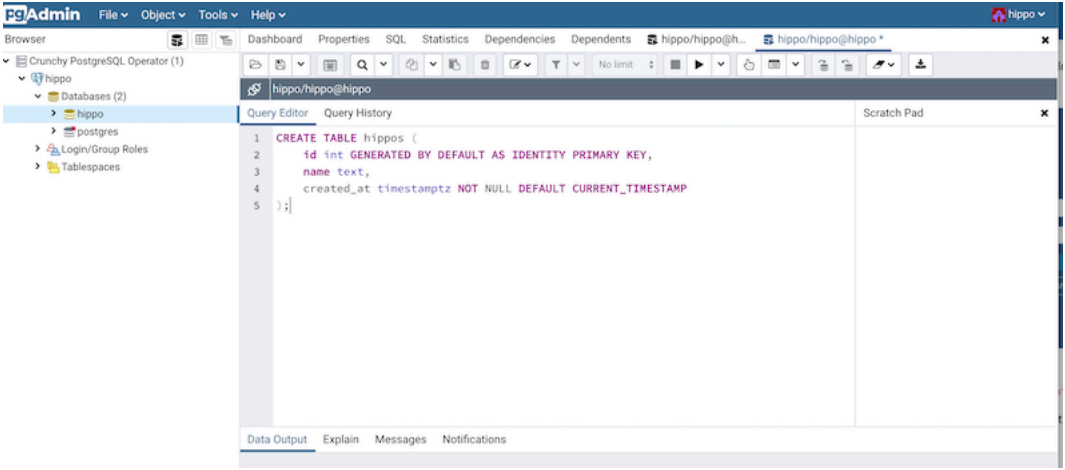 pgAdmin File Object Tools Help hippo
Browser
Dashboard Properties SQL Statistics Dependencies Dependents hippo/hippo@h... hippo/hippo@hippo *
Crunchy PostgreSQL Operator (1)
hippo
Databases (2)
hippo
postgres
Login/Group Roles
Tablespaces
No limit
hippo/hippo@hippo
Query Editor Query History
Scratch Pad
1 CREATE TABLE hippos (
2 id int GENERATED BY DEFAULT AS IDENTITY PRIMARY KEY,
3 name text,
4 created_at timestamptz NOT NULL DEFAULT CURRENT_TIMESTAMP
5 );
Data Output Explain Messages Notifications